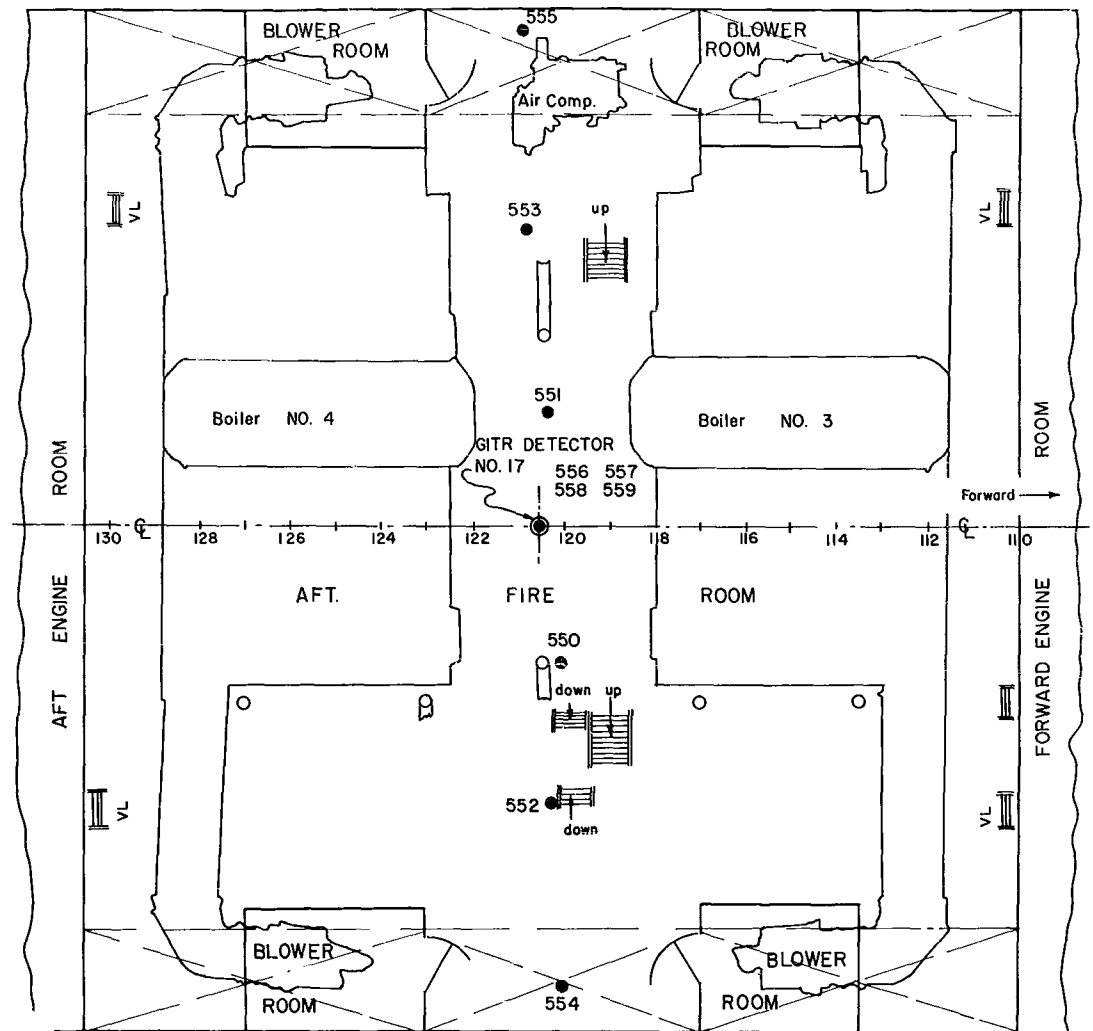 555
BLOWER
ROOM
BLOWER
ROOM
Air Comp.
VL
553
up
VL
551
Boiler NO. 4
Boiler NO. 3
GITR DETECTOR
NO. 17
556 557
558 559
AFT ENGINE ROOM
FORWARD ENGINE ROOM
Forward
℄
℄
130 128 126 124 122 120 118 116 114 112 110
AFT. FIRE ROOM
550
down up
VL
552
down
VL
BLOWER
ROOM
BLOWER
ROOM
554